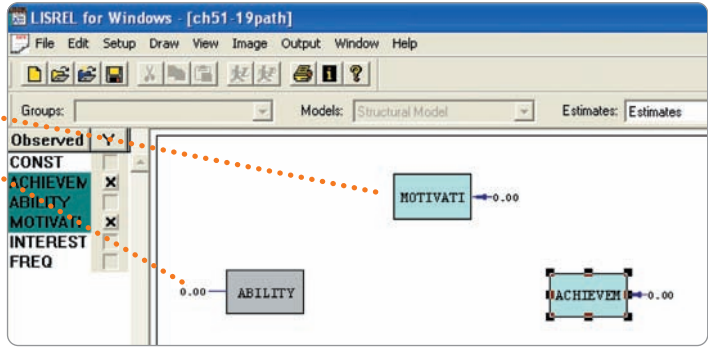 LISREL for Windows - [ch51-19path]
File Edit Setup Draw View Image Output Window Help
Groups: Models: Structural Model Estimates: Estimates
Observed Y
CONST
ACHIEVEM
ABILITY
MOTIVATI
INTEREST
FREQ
MOTIVATI 0.00
0.00 ABILITY
ACHIEVEM 0.00